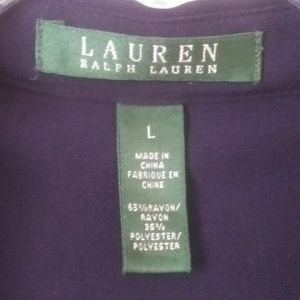 LAUREN
RALPH LAUREN
L
MADE IN
CHINA
FABRIQUE EN
CHINE
65%RAYON/
RAYON
35%
POLYESTER/
POLYESTER